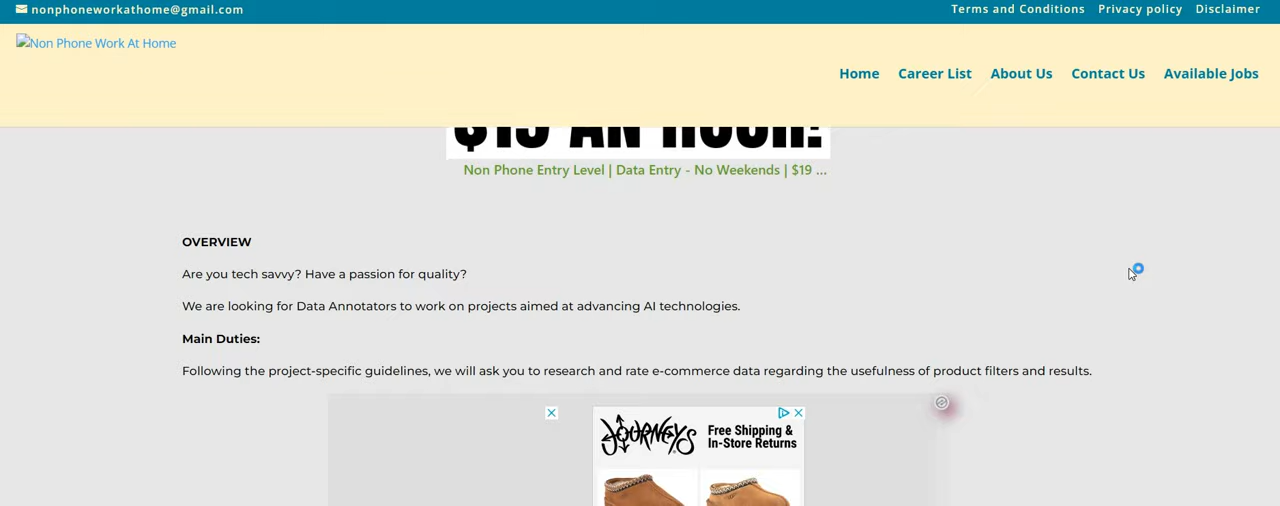 nonphoneworkathome@gmail.com
Terms and Conditions Privacy policy Disclaimer
Non Phone Work At Home
Home Career List About Us Contact Us Available Jobs
$19 AN HOUR!
Non Phone Entry Level | Data Entry - No Weekends | $19 ...
OVERVIEW
Are you tech savvy? Have a passion for quality?
We are looking for Data Annotators to work on projects aimed at advancing AI technologies.
Main Duties:
Following the project-specific guidelines, we will ask you to research and rate e-commerce data regarding the usefulness of product filters and results.
JOURNEYS
Free Shipping &
In-Store Returns